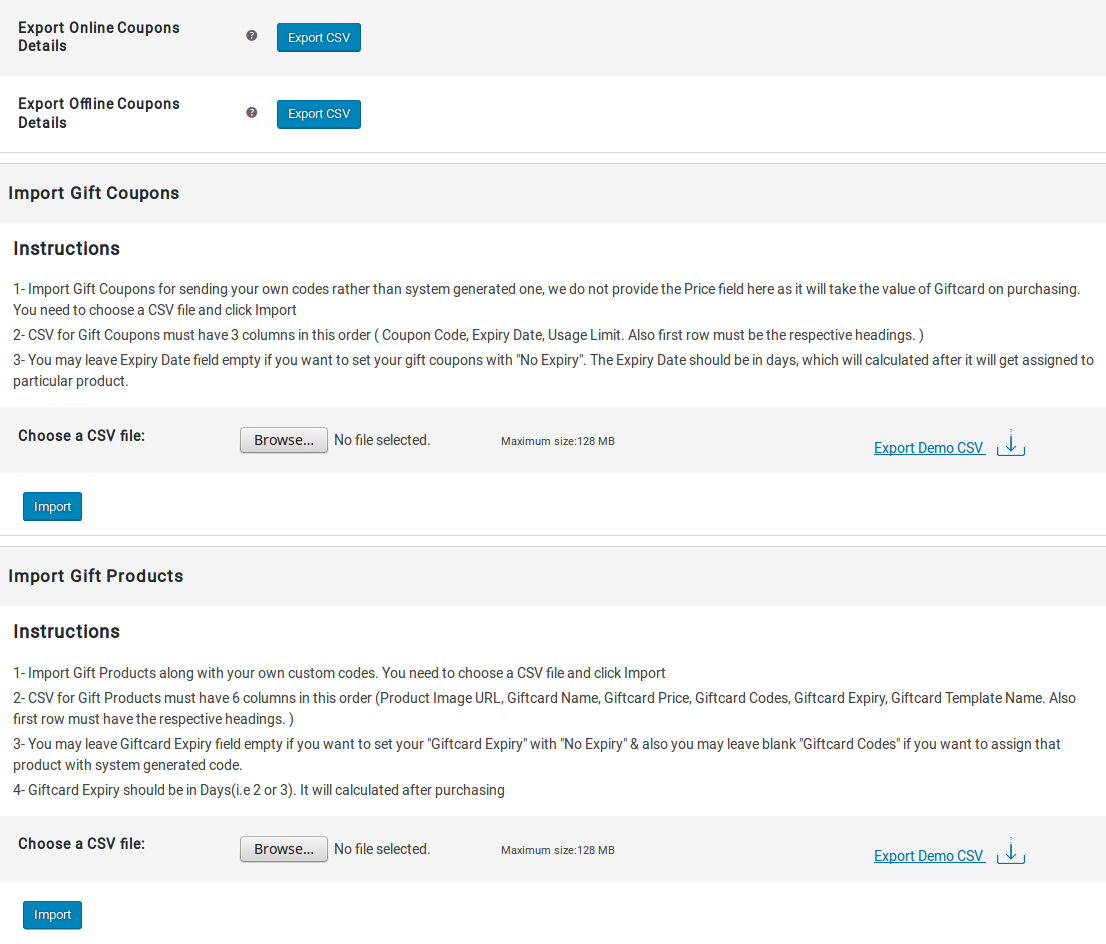 Export Online Coupons
Details
Export CSV
Export Offline Coupons
Details
Export CSV
Import Gift Coupons
Instructions
1- Import Gift Coupons for sending your own codes rather than system generated one, we do not provide the Price field here as it will take the value of Giftcard on purchasing.
You need to choose a CSV file and click Import
2- CSV for Gift Coupons must have 3 columns in this order ( Coupon Code, Expiry Date, Usage Limit. Also first row must be the respective headings. )
3- You may leave Expiry Date field empty if you want to set your gift coupons with "No Expiry". The Expiry Date should be in days, which will calculated after it will get assigned to
particular product.
Choose a CSV file: Browse... No file selected. Maximum size:128 MB Export Demo CSV
Import
Import Gift Products
Instructions
1- Import Gift Products along with your own custom codes. You need to choose a CSV file and click Import
2- CSV for Gift Products must have 6 columns in this order (Product Image URL, Giftcard Name, Giftcard Price, Giftcard Codes, Giftcard Expiry, Giftcard Template Name. Also
first row must have the respective headings. )
3- You may leave Giftcard Expiry field empty if you want to set your "Giftcard Expiry" with "No Expiry" & also you may leave blank "Giftcard Codes" if you want to assign that
product with system generated code.
4- Giftcard Expiry should be in Days(i.e 2 or 3). It will calculated after purchasing
Choose a CSV file: Browse... No file selected. Maximum size:128 MB Export Demo CSV
Import